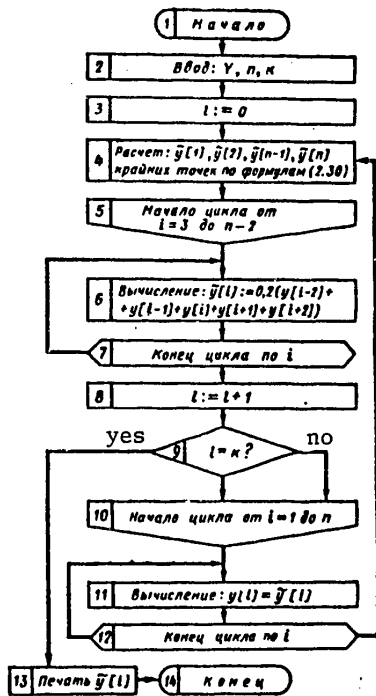 1 Начало
2 Ввод: Y, n, к
3 l := 0
4 Расчет: ỹ[1], ỹ[2], ỹ[n-1], ỹ[n]
крайних точек по формулам (2.30)
5 Начало цикла от
i=3 до n-2
6 Вычисление: ỹ[i]:=0,2(y[i-2]+
+y[i-1]+y[i]+y[i+1]+y[i+2])
7 Конец цикла по i
8 l := l+1
yes
9 l = к?
no
10 Начало цикла от i=1 до n
11 Вычисление: y[i]=ỹ[i]
12 Конец цикла по i
13 Печать ỹ[i]
14 Конец